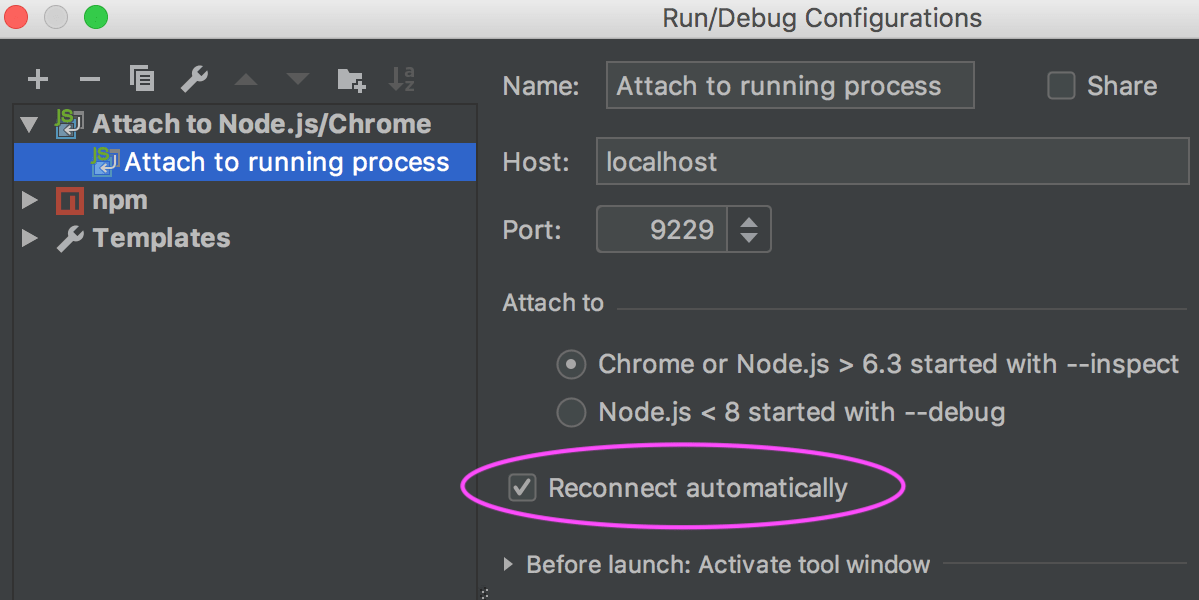 Run/Debug Configurations
Name: Attach to running process Share
Attach to Node.js/Chrome
Attach to running process
npm
Templates
Host: localhost
Port: 9229
Attach to
Chrome or Node.js > 6.3 started with --inspect
Node.js < 8 started with --debug
Reconnect automatically
Before launch: Activate tool window